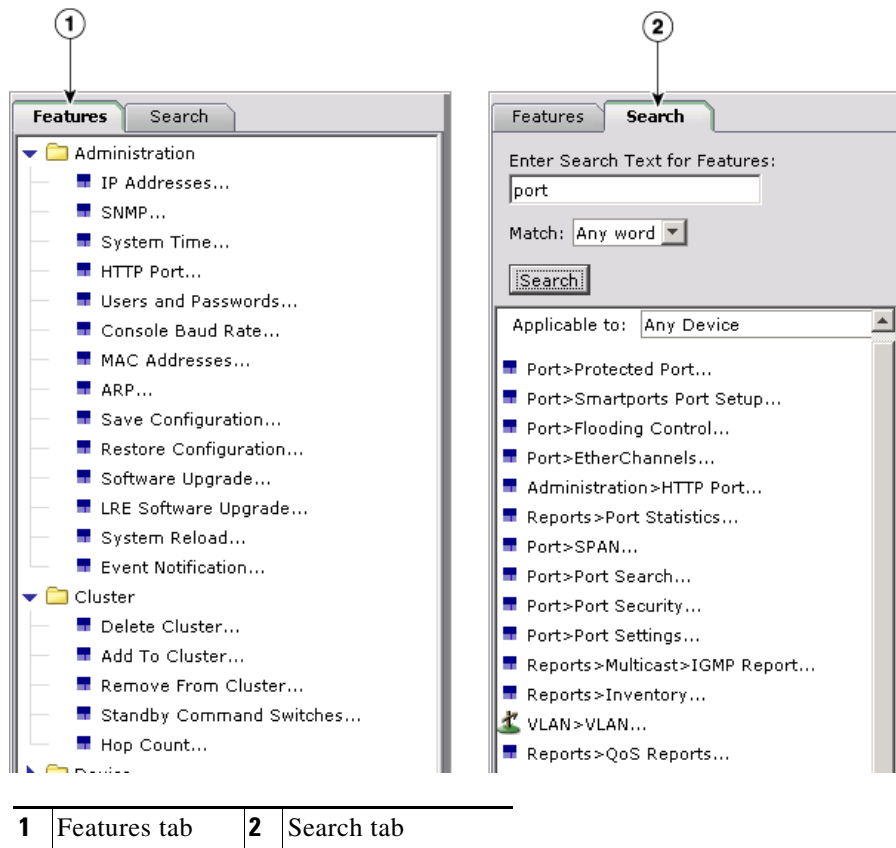 1
2
Features
Search
Administration
IP Addresses...
SNMP...
System Time...
HTTP Port...
Users and Passwords...
Console Baud Rate...
MAC Addresses...
ARP...
Save Configuration...
Restore Configuration...
Software Upgrade...
LRE Software Upgrade...
System Reload...
Event Notification...
Cluster
Delete Cluster...
Add To Cluster...
Remove From Cluster...
Standby Command Switches...
Hop Count...
Features
Search
Enter Search Text for Features:
port
Match: Any word
Search
Applicable to: Any Device
Port>Protected Port...
Port>Smartports Port Setup...
Port>Flooding Control...
Port>EtherChannels...
Administration>HTTP Port...
Reports>Port Statistics...
Port>SPAN...
Port>Port Search...
Port>Port Security...
Port>Port Settings...
Reports>Multicast>IGMP Report...
Reports>Inventory...
VLAN>VLAN...
Reports>QoS Reports...
1 Features tab 2 Search tab